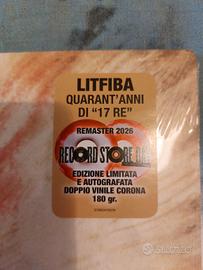 LITFIBA
QUARANT'ANNI
DI "17 RE"
REMASTER 2026
RECORD STORE DAY
EDIZIONE LIMITATA
E AUTOGRAFATA
DOPPIO VINILE CORONA
180 gr.
subito